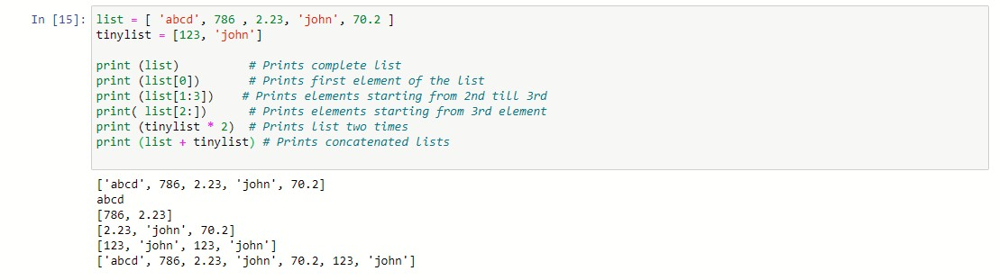 In [15]: list = [ 'abcd', 786 , 2.23, 'john', 70.2 ]
tinylist = [123, 'john']
print (list)          # Prints complete list
print (list[0])       # Prints first element of the list
print (list[1:3])    # Prints elements starting from 2nd till 3rd
print( list[2:])      # Prints elements starting from 3rd element
print (tinylist * 2)  # Prints list two times
print (list + tinylist) # Prints concatenated lists
['abcd', 786, 2.23, 'john', 70.2]
abcd
[786, 2.23]
[2.23, 'john', 70.2]
[123, 'john', 123, 'john']
['abcd', 786, 2.23, 'john', 70.2, 123, 'john']